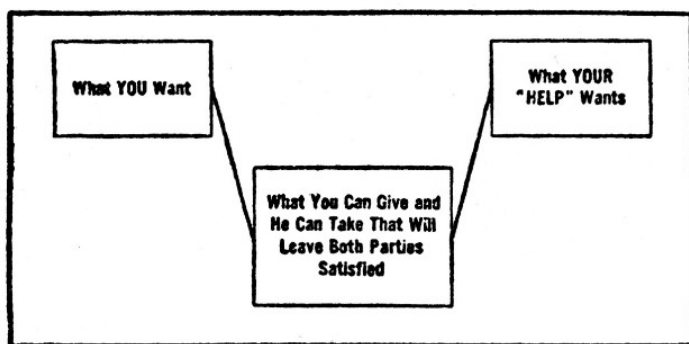 What YOU Want
What YOUR
"HELP" Wants
What You Can Give and
He Can Take That Will
Leave Both Parties
Satisfied